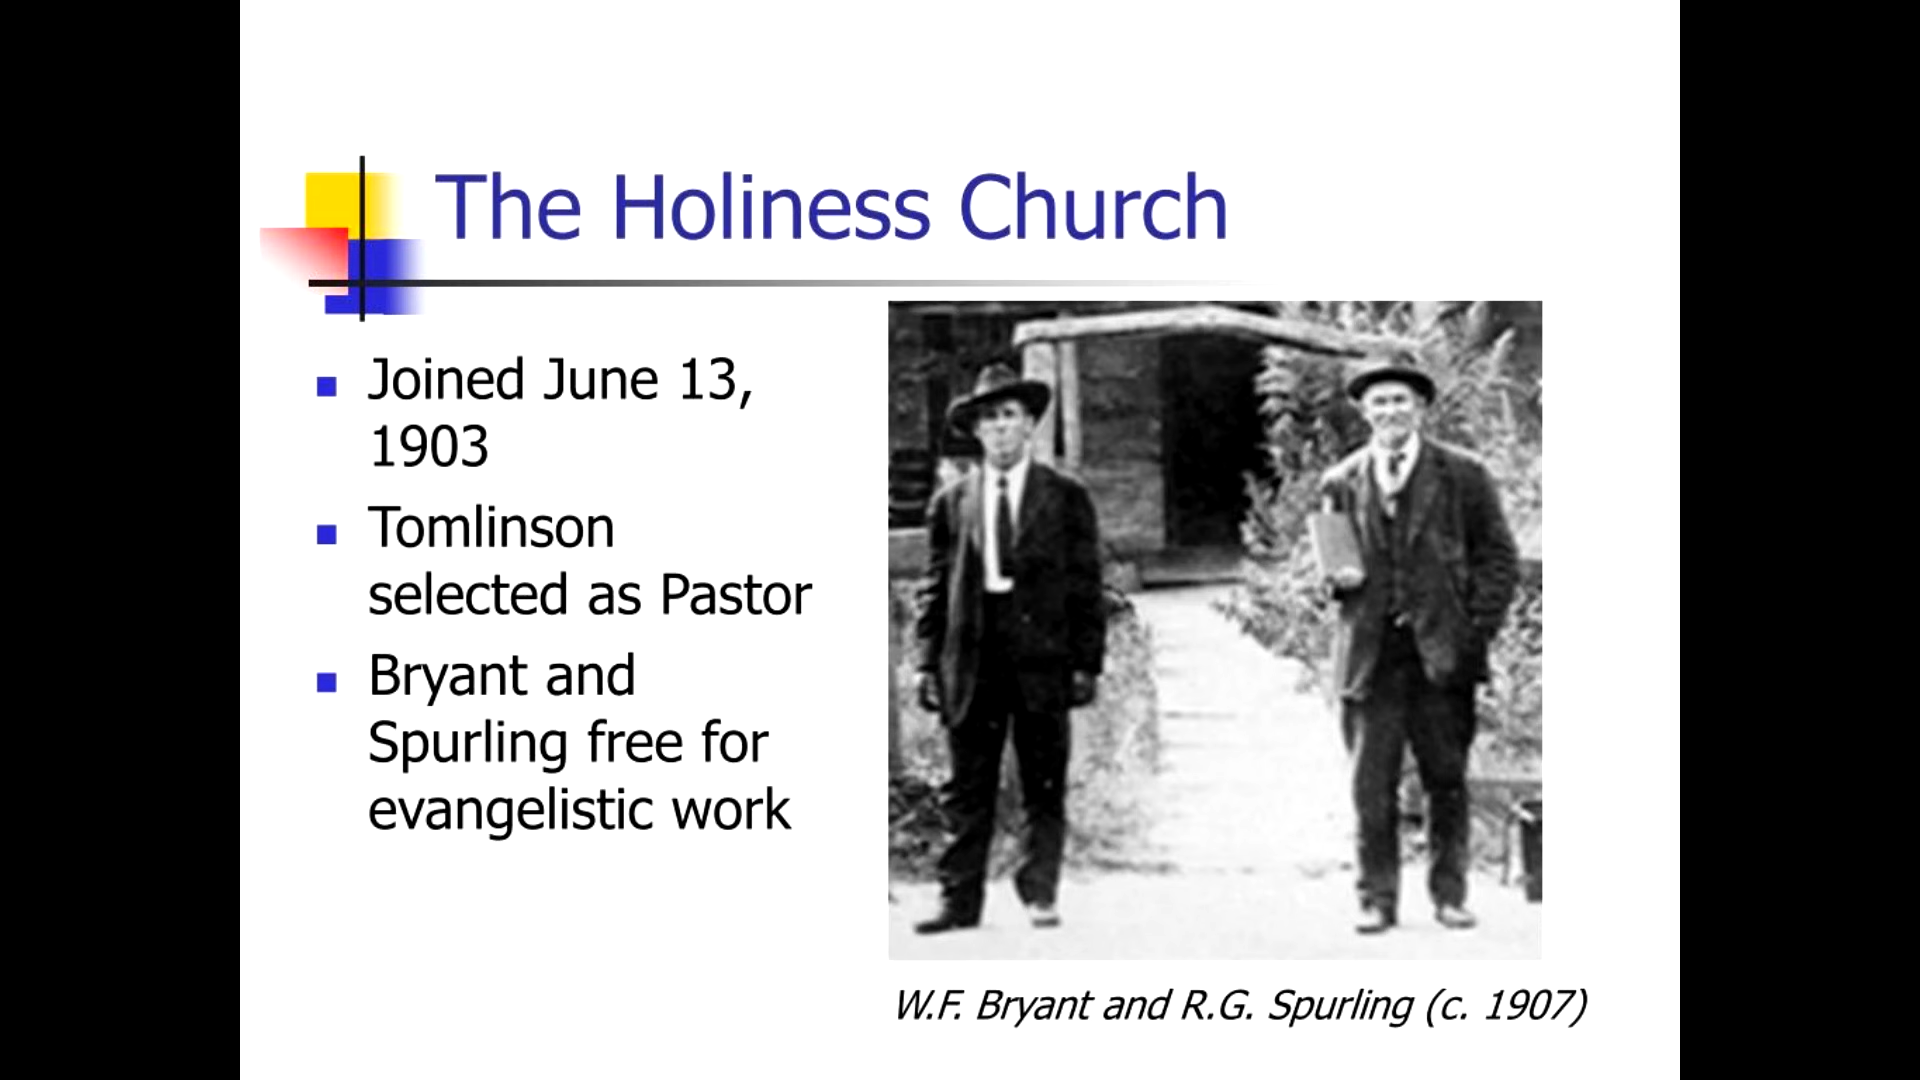 The Holiness Church
Joined June 13,
1903
Tomlinson
selected as Pastor
Bryant and
Spurling free for
evangelistic work
W.F. Bryant and R.G. Spurling (c. 1907)